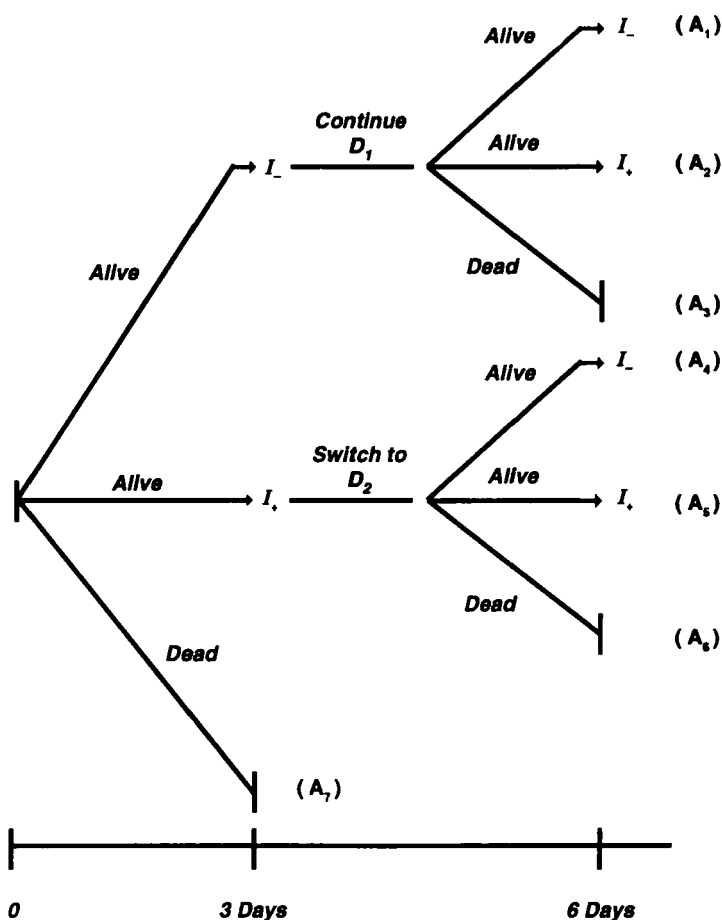 Alive I₋ (A₁)
Continue
D₁
Alive I₊ (A₂)
I₋
Alive
Dead
(A₃)
Alive I₋ (A₄)
Switch to
D₂
Alive I₊
Alive I₊ (A₅)
Dead
(A₆)
Dead
(A₇)
0 3 Days 6 Days